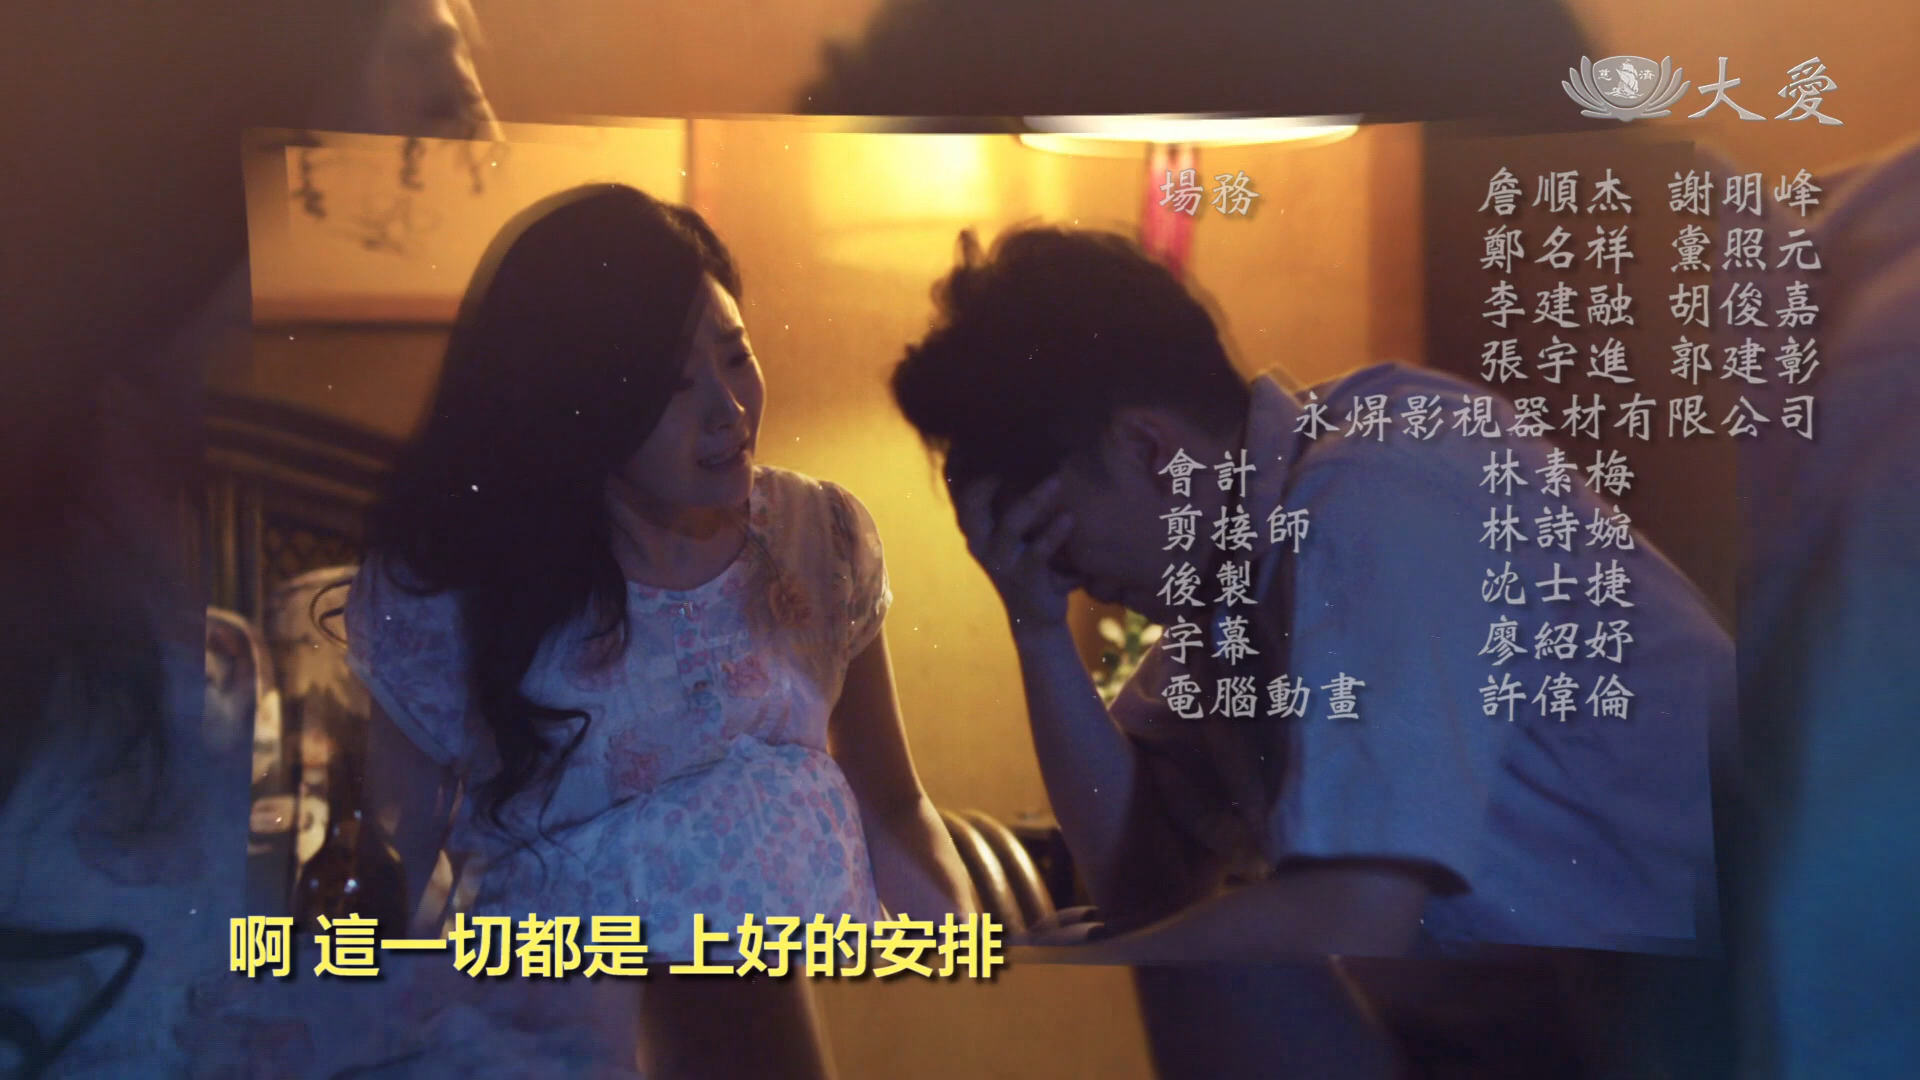 慈濟 大愛
場務 詹順杰 謝明峰
鄭名祥 黨照元
李建融 胡俊嘉
張宇進 郭建彰
永焺影視器材有限公司
會計 林素梅
剪接師 林詩婉
後製 沈士捷
字幕 廖紹妤
電腦動畫 許偉倫
啊 這一切都是 上好的安排